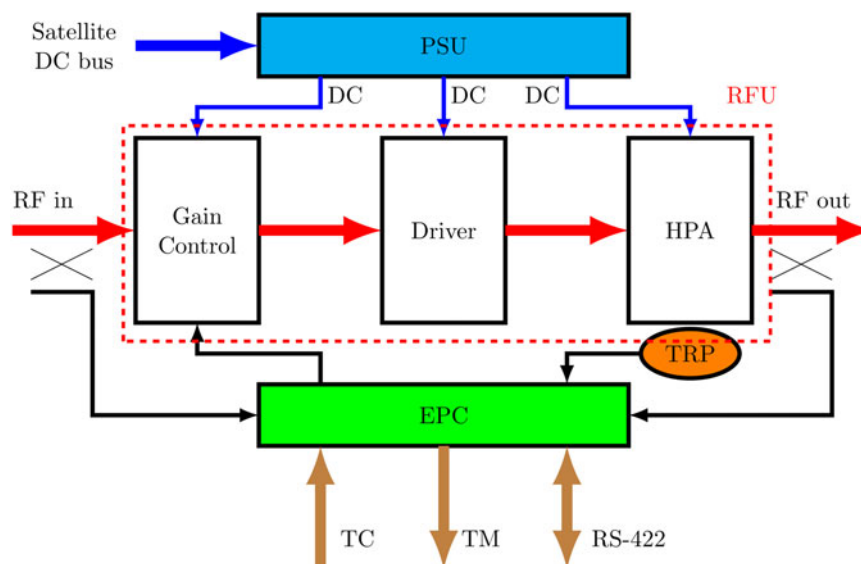 Satellite
DC bus
PSU
DC
DC
DC
RFU
RF in
Gain
Control
Driver
HPA
RF out
TRP
EPC
TC
TM
RS-422